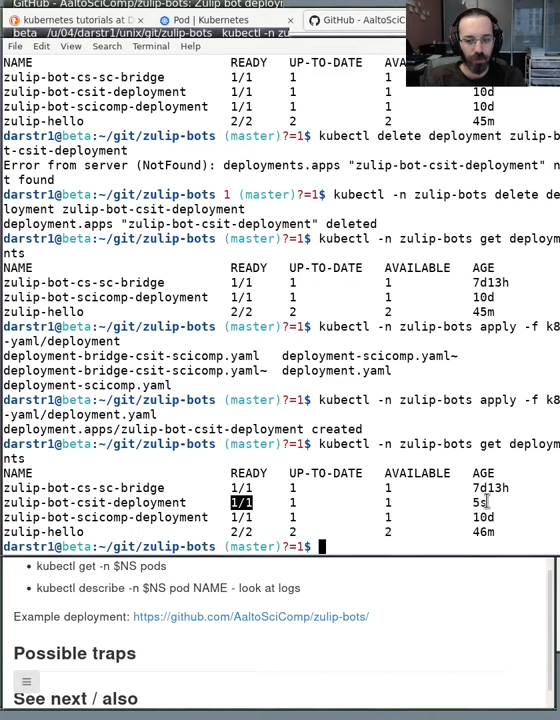 AaltoSciComp/zulip-bots: Zulip bot deploy
kubernetes tutorials at D
Pod | Kubernetes
GitHub - AaltoSciCo
beta /u/04/darstr1/unix/git/zulip-bots kubectl -n zu
File Edit View Search Terminal Help
NAME READY UP-TO-DATE AVA
zulip-bot-cs-sc-bridge 1/1 1
zulip-bot-csit-deployment 1/1 1 1 10d
zulip-bot-scicomp-deployment 1/1 1 1 10d
zulip-hello 2/2 2 2 45m
darstr1@beta:~/git/zulip-bots (master)?=1$ kubectl delete deployment zulip-b
t-csit-deployment
Error from server (NotFound): deployments.apps "zulip-bot-csit-deployment" n
t found
darstr1@beta:~/git/zulip-bots 1 (master)?=1$ kubectl -n zulip-bots delete de
loyment zulip-bot-csit-deployment
deployment.apps "zulip-bot-csit-deployment" deleted
darstr1@beta:~/git/zulip-bots (master)?=1$ kubectl -n zulip-bots get deploym
nts
NAME READY UP-TO-DATE AVAILABLE AGE
zulip-bot-cs-sc-bridge 1/1 1 1 7d13h
zulip-bot-scicomp-deployment 1/1 1 1 10d
zulip-hello 2/2 2 2 45m
darstr1@beta:~/git/zulip-bots (master)?=1$ kubectl -n zulip-bots apply -f k8
-yaml/deployment
deployment-bridge-csit-scicomp.yaml deployment-scicomp.yaml~
deployment-bridge-csit-scicomp.yaml~ deployment.yaml
deployment-scicomp.yaml
darstr1@beta:~/git/zulip-bots (master)?=1$ kubectl -n zulip-bots apply -f k8
-yaml/deployment.yaml
deployment.apps/zulip-bot-csit-deployment created
darstr1@beta:~/git/zulip-bots (master)?=1$ kubectl -n zulip-bots get deploym
nts
NAME READY UP-TO-DATE AVAILABLE AGE
zulip-bot-cs-sc-bridge 1/1 1 1 7d13h
zulip-bot-csit-deployment 1/1 1 1 5s
zulip-bot-scicomp-deployment 1/1 1 1 10d
zulip-hello 2/2 2 2 46m
darstr1@beta:~/git/zulip-bots (master)?=1$
• kubectl get -n $NS pods
• kubectl describe -n $NS pod NAME - look at logs
Example deployment: https://github.com/AaltoSciComp/zulip-bots/
Possible traps
See next / also